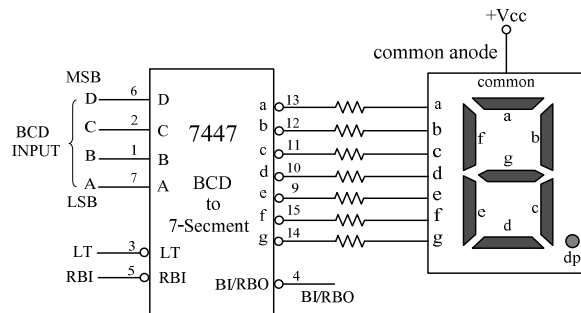 +Vcc
common anode
common
MSB
D 6 D
C 2 C
B 1 B
A 7 A
LSB
BCD
INPUT
LT 3 LT
RBI 5 RBI
7447
BCD
to
7-Secment
a 13 a
b 12 b
c 11 c
d 10 d
e 9 e
f 15 f
g 14 g
BI/RBO 4
BI/RBO
a
f b
g
e c
d
dp